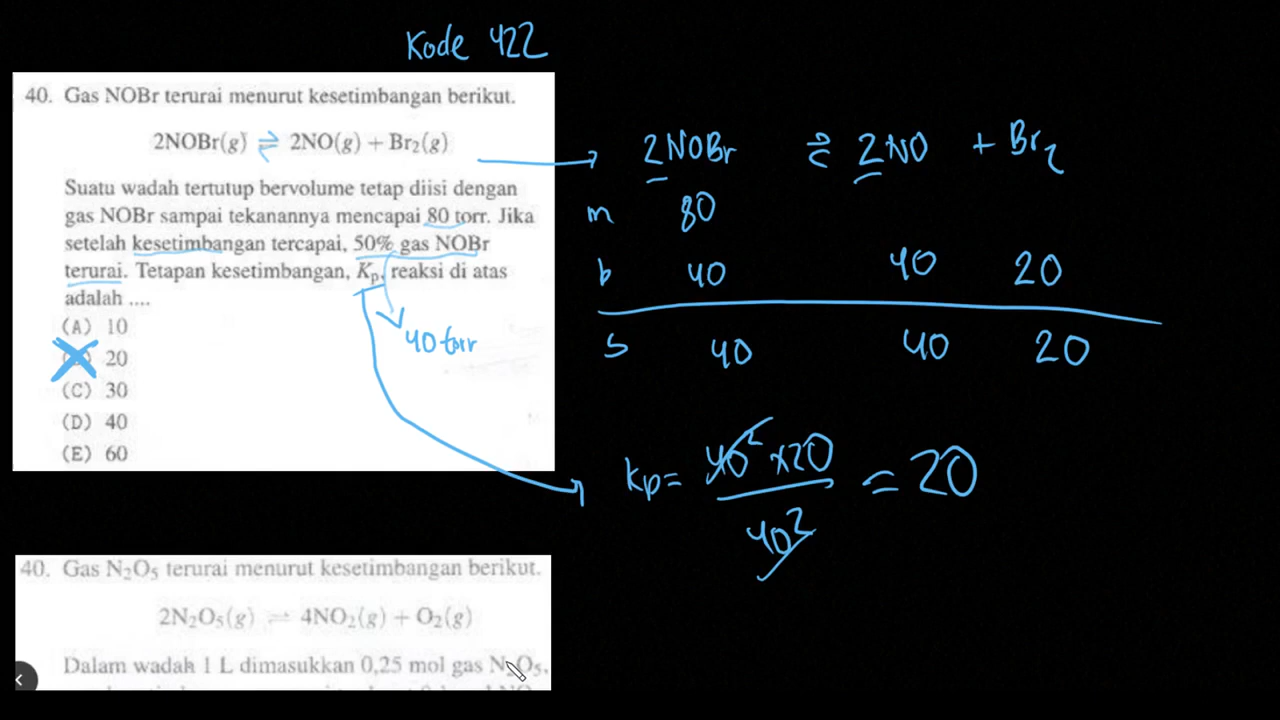 Kode 422
40. Gas NOBr terurai menurut kesetimbangan berikut.
2NOBr(g) ⇌ 2NO(g) + Br₂(g)
Suatu wadah tertutup bervolume tetap diisi dengan
gas NOBr sampai tekanannya mencapai 80 torr. Jika
setelah kesetimbangan tercapai, 50% gas NOBr
terurai. Tetapan kesetimbangan, Kₚ, reaksi di atas
adalah ....
(A) 10
20
(C) 30
(D) 40
(E) 60
40 torr
2NOBr ⇌ 2NO + Br₂
m 80
b 40 40 20
s 40 40 20
Kp = 40² × 20 / 40² = 20
40. Gas N₂O₅ terurai menurut kesetimbangan berikut.
2N₂O₅(g) ⇌ 4NO₂(g) + O₂(g)
Dalam wadah 1 L dimasukkan 0,25 mol gas N₂O₅.